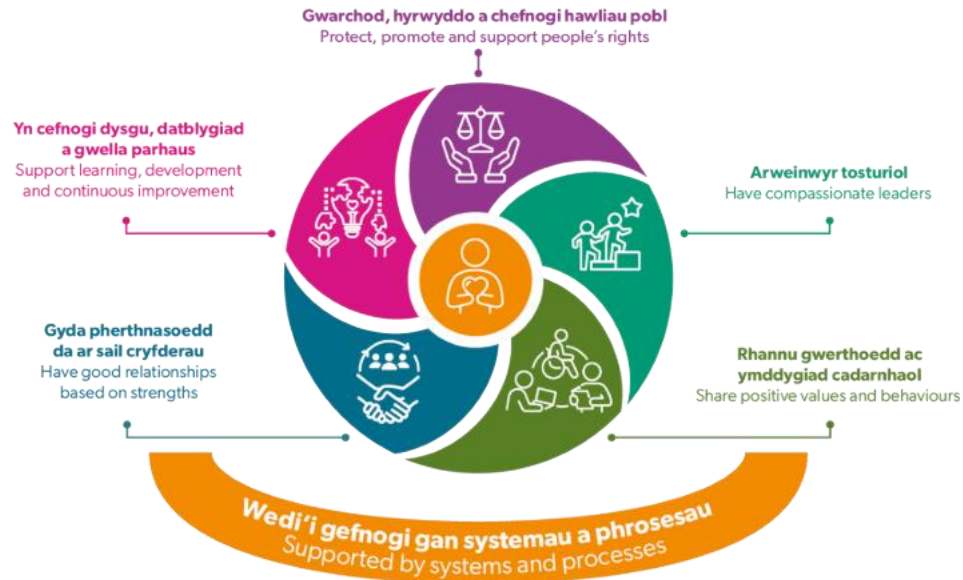 Gwarchod, hyrwyddo a chefnogi hawliau pobl
Protect, promote and support people's rights
Yn cefnogi dysgu, datblygiad
a gwella parhaus
Support learning, development
and continuous improvement
Arweinwyr tosturiol
Have compassionate leaders
Gyda pherthnasoedd
da ar sail cryfderau
Have good relationships
based on strengths
Rhannu gwerthoedd ac
ymddygiad cadarnhaol
Share positive values and behaviours
Wedi'i gefnogi gan systemau a phrosesau
Supported by systems and processes